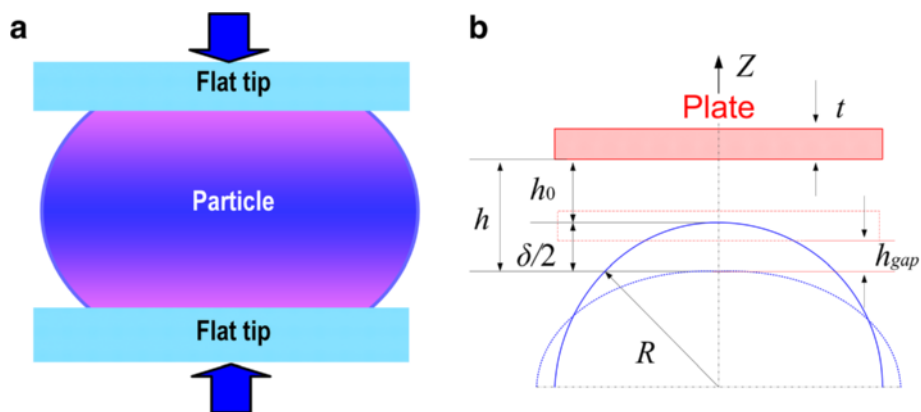 a
Flat tip
Particle
Flat tip
b
Z
Plate
t
h0
h
δ/2
hgap
R